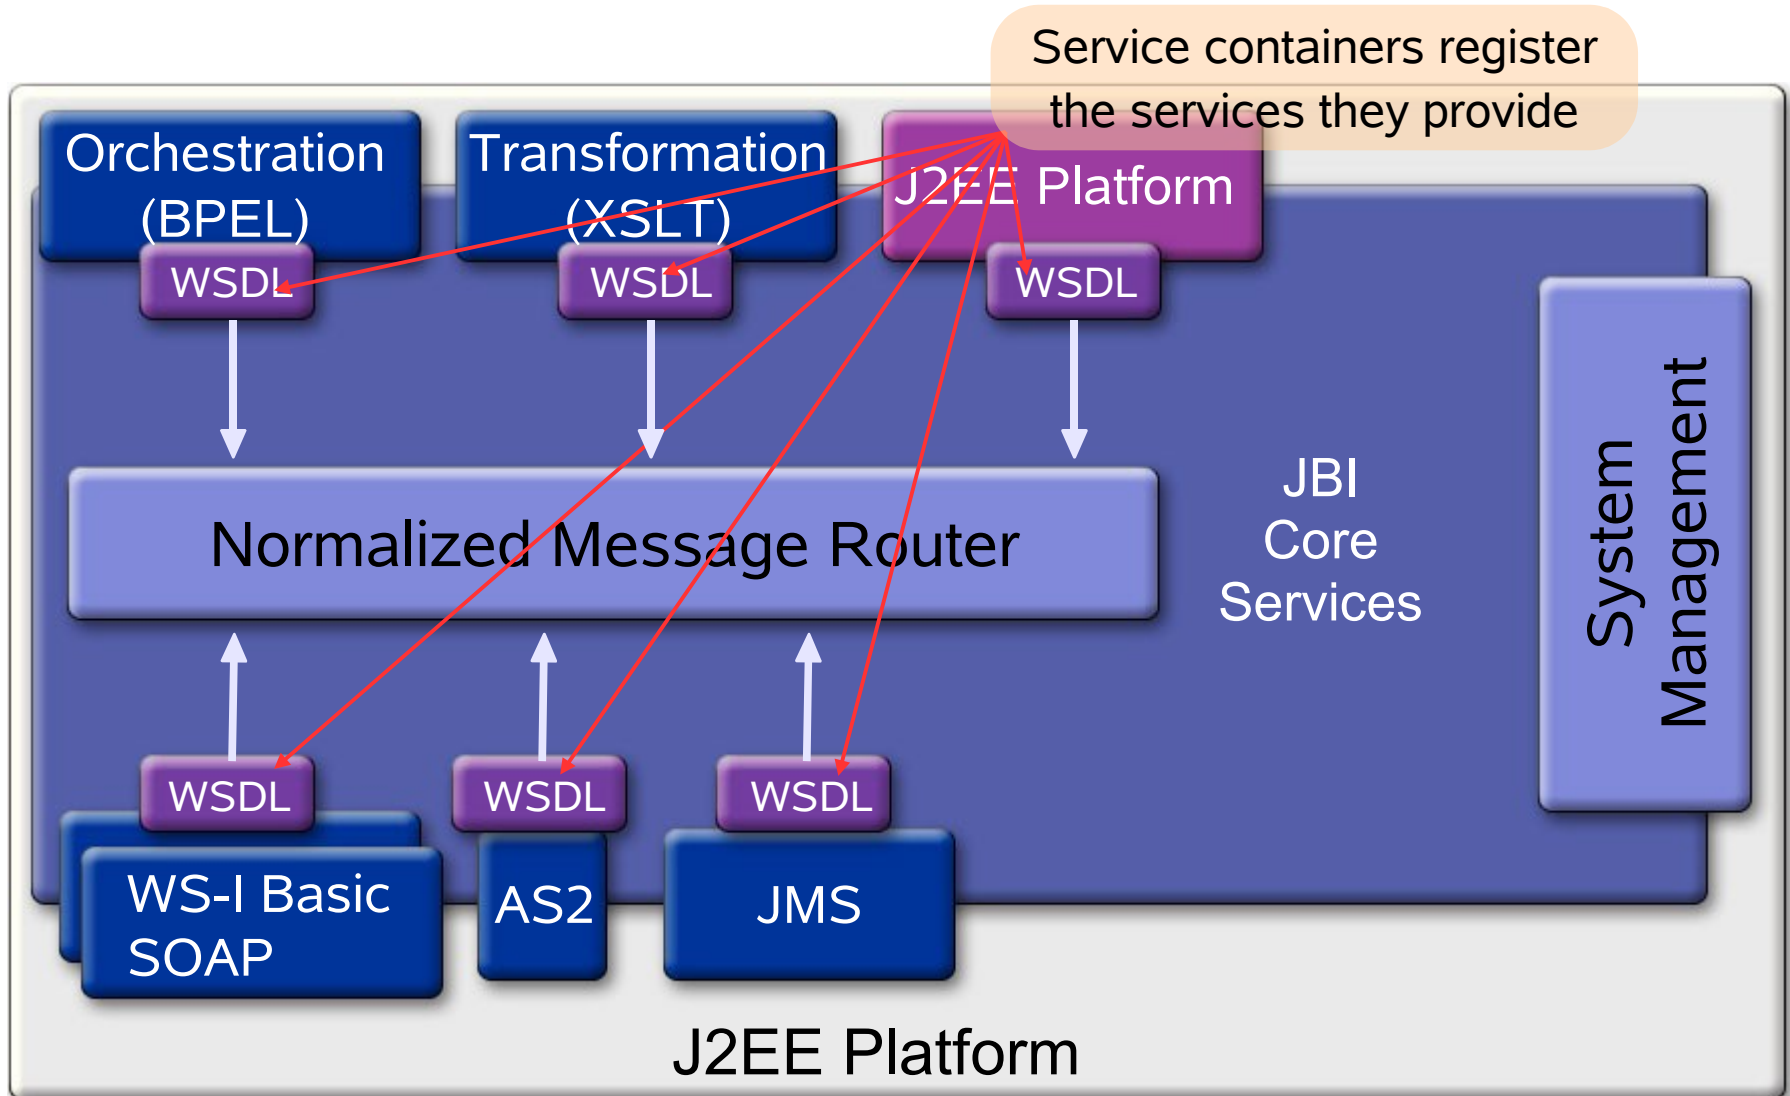 Service containers register
the services they provide
Orchestration
(BPEL)
Transformation
(XSLT)
J2EE Platform
WSDL
WSDL
WSDL
Normalized Message Router
JBI
Core
Services
System
Management
WSDL
WSDL
WSDL
WS-I Basic
SOAP
AS2
JMS
J2EE Platform